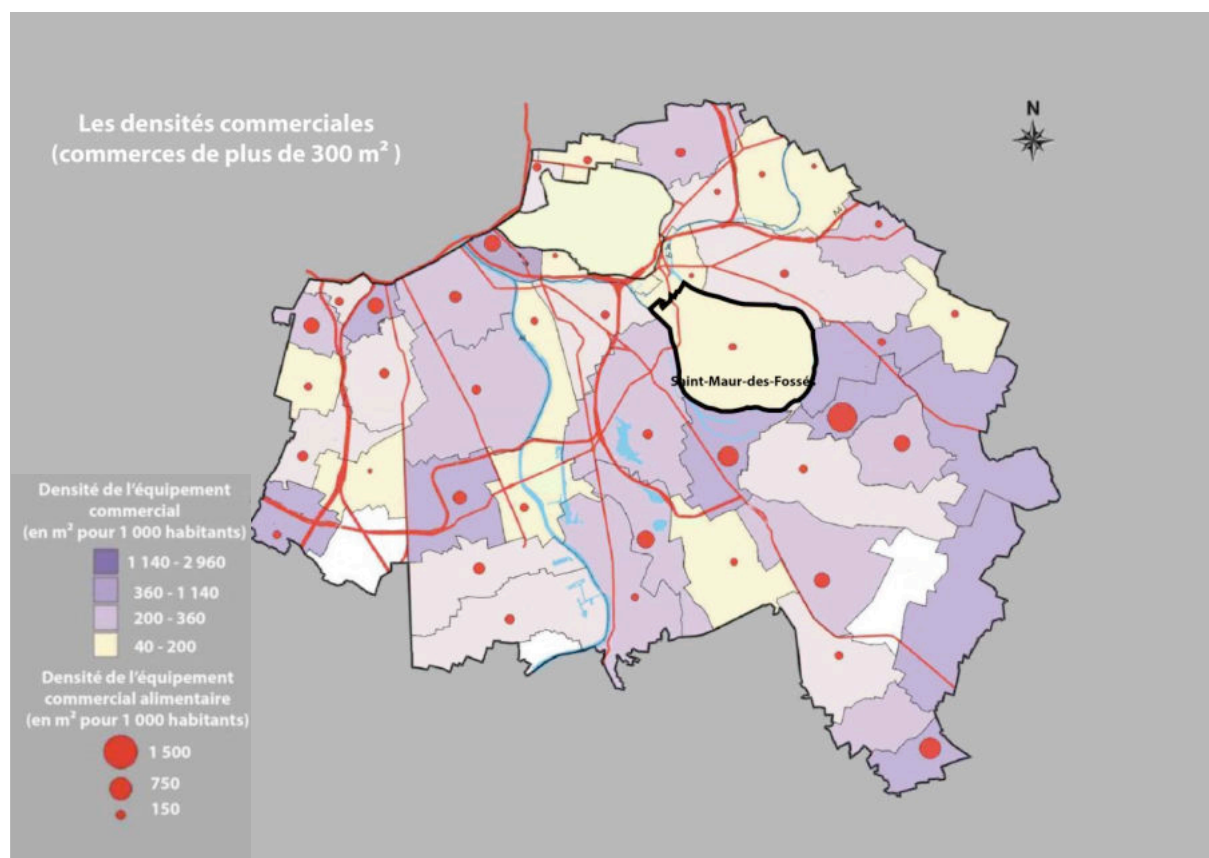 Les densités commerciales
(commerces de plus de 300 m²)
N
Saint-Maur-des-Fossés
Densité de l'équipement
commercial
(en m² pour 1 000 habitants)
1 140 - 2 960
360 - 1 140
200 - 360
40 - 200
Densité de l'équipement
commercial alimentaire
(en m² pour 1 000 habitants)
1 500
750
150